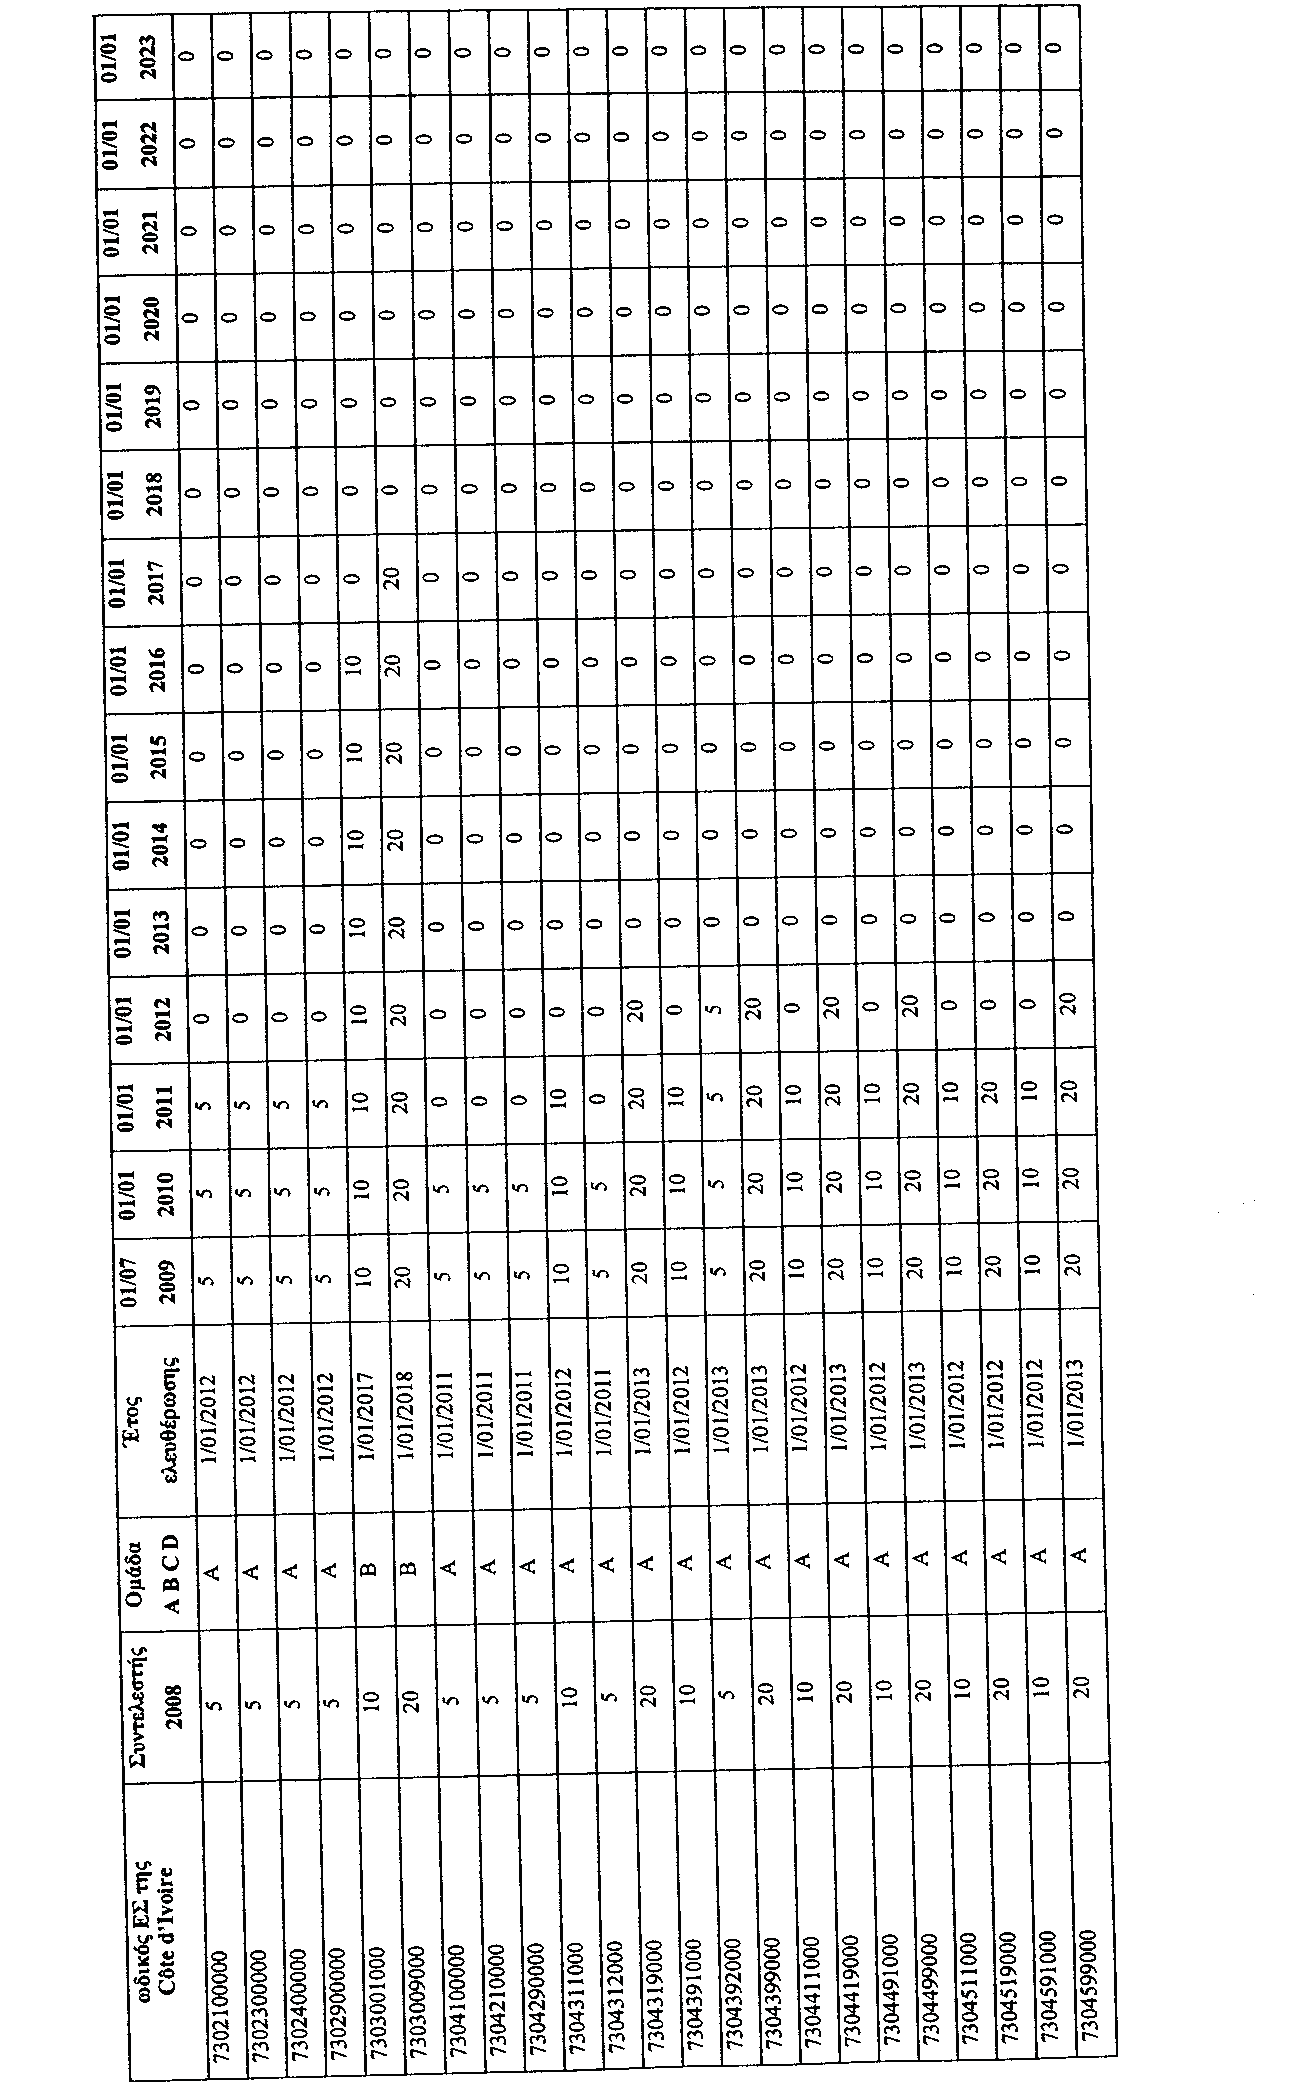 ωδικός ΕΣ της Συντελεστής Ομάδα Έτος 01/07 01/01 01/01 01/01 01/01 01/01 01/01 01/01 01/01 01/01 01/01 01/01 01/01 01/01 01/01
Côte d'Ivoire 2008 A B C D ελευθέρωσης 2009 2010 2011 2012 2013 2014 2015 2016 2017 2018 2019 2020 2021 2022 2023
7302100000 5 A 1/01/2012 5 5 5 0 0 0 0 0 0 0 0 0 0 0 0
7302300000 5 A 1/01/2012 5 5 5 0 0 0 0 0 0 0 0 0 0 0 0
7302400000 5 A 1/01/2012 5 5 5 0 0 0 0 0 0 0 0 0 0 0 0
7302900000 5 A 1/01/2012 5 5 5 0 0 0 0 0 0 0 0 0 0 0 0
7303001000 10 B 1/01/2017 10 10 10 10 10 10 10 10 0 0 0 0 0 0 0
7303009000 20 B 1/01/2018 20 20 20 20 20 20 20 20 20 0 0 0 0 0 0
7304100000 5 A 1/01/2011 5 5 0 0 0 0 0 0 0 0 0 0 0 0 0
7304210000 5 A 1/01/2011 5 5 0 0 0 0 0 0 0 0 0 0 0 0 0
7304290000 5 A 1/01/2011 5 5 0 0 0 0 0 0 0 0 0 0 0 0 0
7304311000 10 A 1/01/2012 10 10 10 0 0 0 0 0 0 0 0 0 0 0 0
7304312000 5 A 1/01/2011 5 5 0 0 0 0 0 0 0 0 0 0 0 0 0
7304319000 20 A 1/01/2013 20 20 20 20 0 0 0 0 0 0 0 0 0 0 0
7304391000 10 A 1/01/2012 10 10 10 0 0 0 0 0 0 0 0 0 0 0 0
7304392000 5 A 1/01/2013 5 5 5 5 0 0 0 0 0 0 0 0 0 0 0
7304399000 20 A 1/01/2013 20 20 20 20 0 0 0 0 0 0 0 0 0 0 0
7304411000 10 A 1/01/2012 10 10 10 0 0 0 0 0 0 0 0 0 0 0 0
7304419000 20 A 1/01/2013 20 20 20 20 0 0 0 0 0 0 0 0 0 0 0
7304491000 10 A 1/01/2012 10 10 10 0 0 0 0 0 0 0 0 0 0 0 0
7304499000 20 A 1/01/2013 20 20 20 20 0 0 0 0 0 0 0 0 0 0 0
7304511000 10 A 1/01/2012 10 10 10 0 0 0 0 0 0 0 0 0 0 0 0
7304519000 20 A 1/01/2012 20 20 20 0 0 0 0 0 0 0 0 0 0 0 0
7304591000 10 A 1/01/2012 10 10 10 0 0 0 0 0 0 0 0 0 0 0 0
7304599000 20 A 1/01/2013 20 20 20 20 0 0 0 0 0 0 0 0 0 0 0